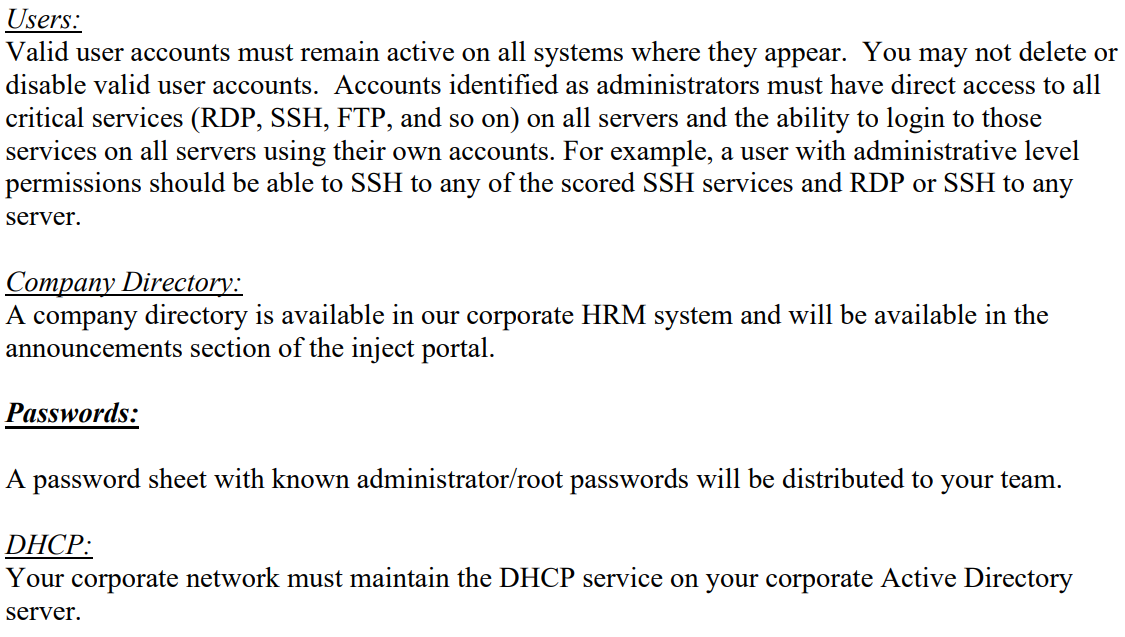 Users:
Valid user accounts must remain active on all systems where they appear.  You may not delete or
disable valid user accounts.  Accounts identified as administrators must have direct access to all
critical services (RDP, SSH, FTP, and so on) on all servers and the ability to login to those
services on all servers using their own accounts. For example, a user with administrative level
permissions should be able to SSH to any of the scored SSH services and RDP or SSH to any
server.
Company Directory:
A company directory is available in our corporate HRM system and will be available in the
announcements section of the inject portal.
Passwords:
A password sheet with known administrator/root passwords will be distributed to your team.
DHCP:
Your corporate network must maintain the DHCP service on your corporate Active Directory
server.